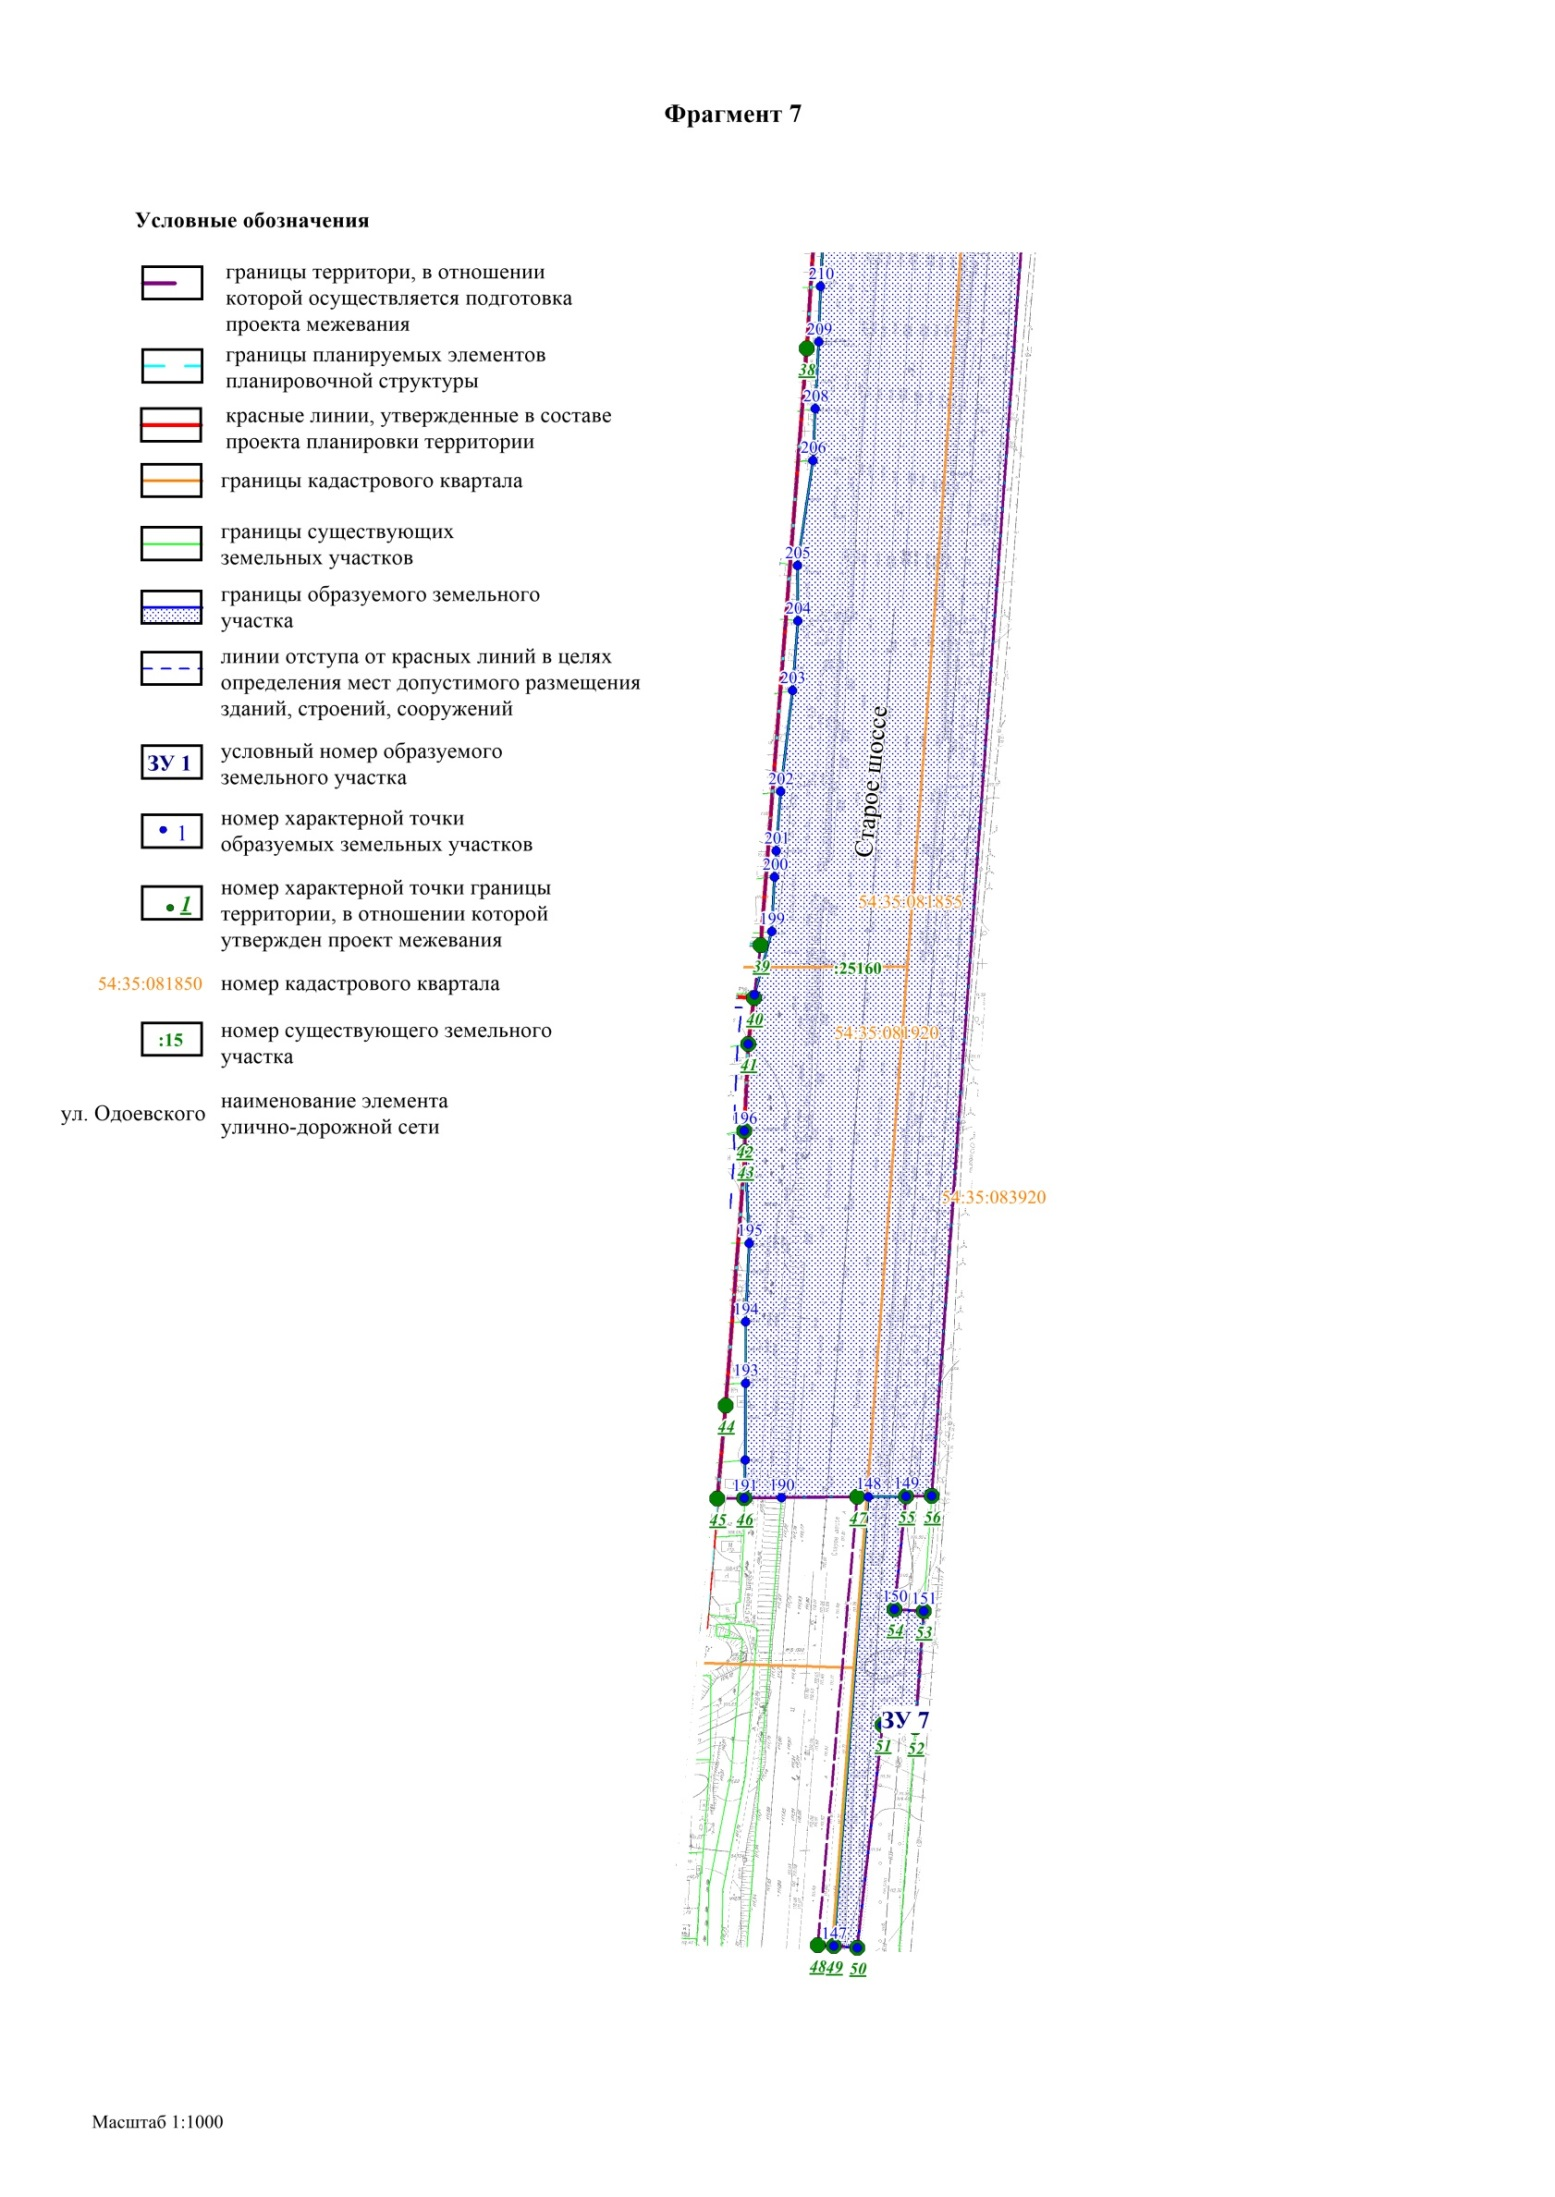 Фрагмент 7
Условные обозначения
границы територи, в отношении
которой осуществляется подготовка
проекта межевания
границы планируемых элементов
планировочной структуры
красные линии, утвержденные в составе
проекта планировки территории
границы кадастрового квартала
границы существующих
земельных участков
границы образуемого земельного
участка
линии отступа от красных линий в целях
определения мест допустимого размещения
зданий, строений, сооружений
ЗУ 1
условный номер образуемого
земельного участка
1
номер характерной точки
образуемых земельных участков
1
номер характерной точки границы
территории, в отношении которой
утвержден проект межевания
54:35:081850 номер кадастрового квартала
:15
номер существующего земельного
участка
ул. Одоевского
наименование элемента
улично-дорожной сети
210
209
38
208
206
205
204
203
202
Старое шоссе
201
200
54:35:081855
199
39
:25160
40
54:35:081920
41
196
42
43
54:35:083920
195
194
193
44
191 190 148 149
45 46 47 55 56
150 151
54 53
ЗУ 7
51 52
147
48 49 50
Масштаб 1:1000